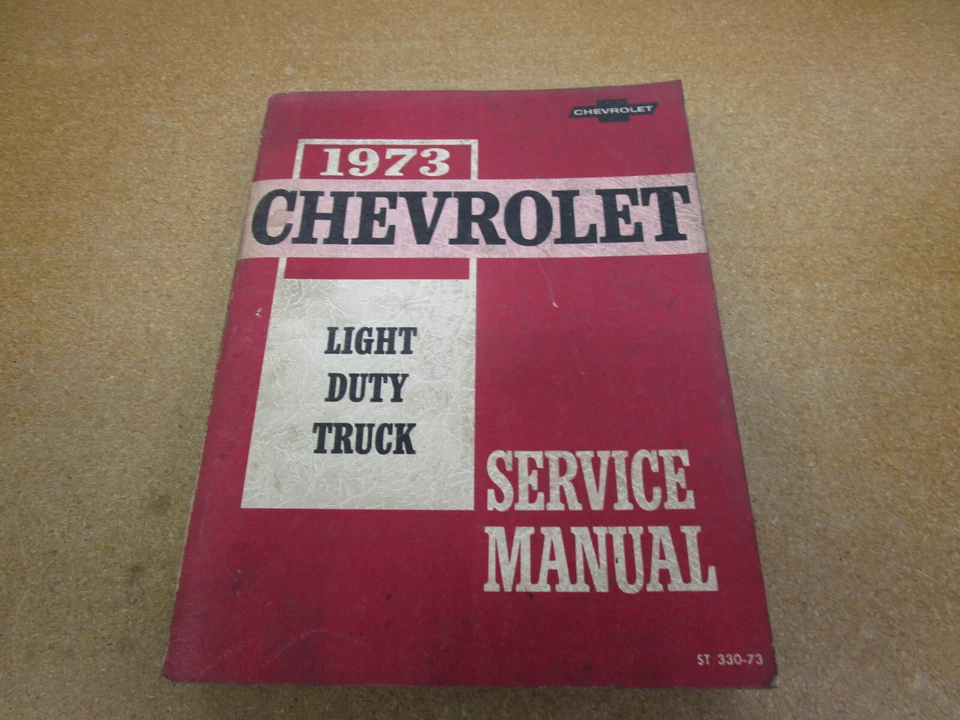 CHEVROLET
1973
CHEVROLET
LIGHT
DUTY
TRUCK
SERVICE
MANUAL
ST 330-73